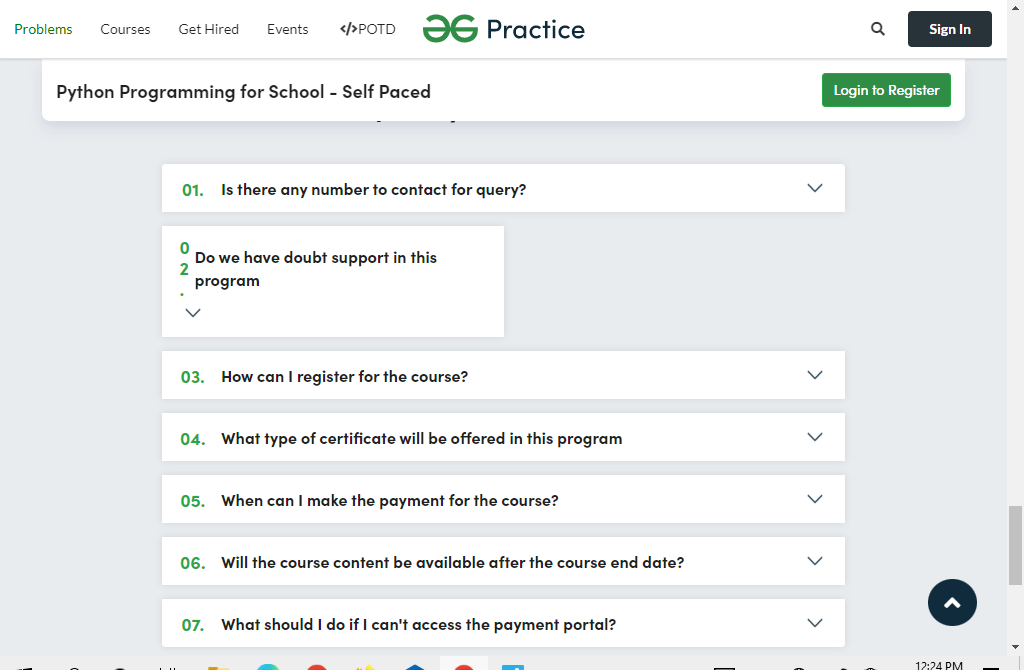 Problems Courses Get Hired Events </>POTD GG Practice Sign In
Python Programming for School - Self Paced Login to Register
01. Is there any number to contact for query?
02. Do we have doubt support in this
program
03. How can I register for the course?
04. What type of certificate will be offered in this program
05. When can I make the payment for the course?
06. Will the course content be available after the course end date?
07. What should I do if I can't access the payment portal?
12:24 PM